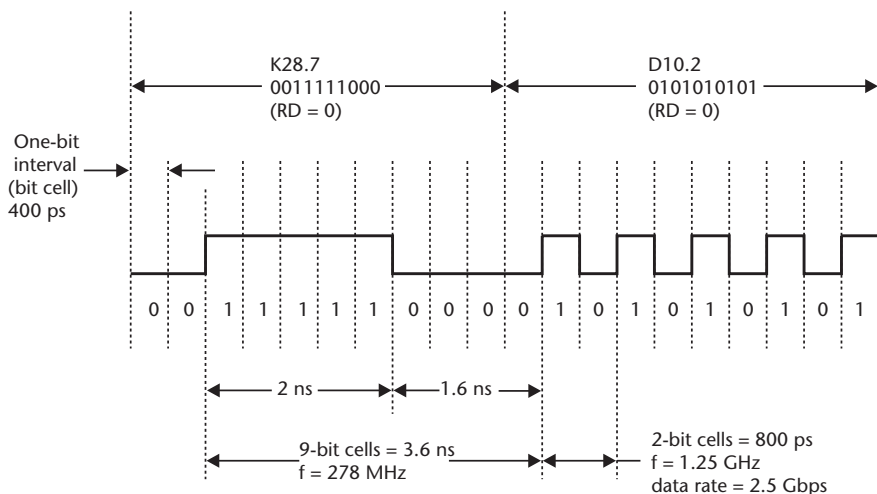 K28.7
0011111000
(RD = 0)
D10.2
0101010101
(RD = 0)
One-bit
interval
(bit cell)
400 ps
0 0 1 1 1 1 1 0 0 0 0 1 0 1 0 1 0 1 0 1
2 ns
1.6 ns
9-bit cells = 3.6 ns
f = 278 MHz
2-bit cells = 800 ps
f = 1.25 GHz
data rate = 2.5 Gbps